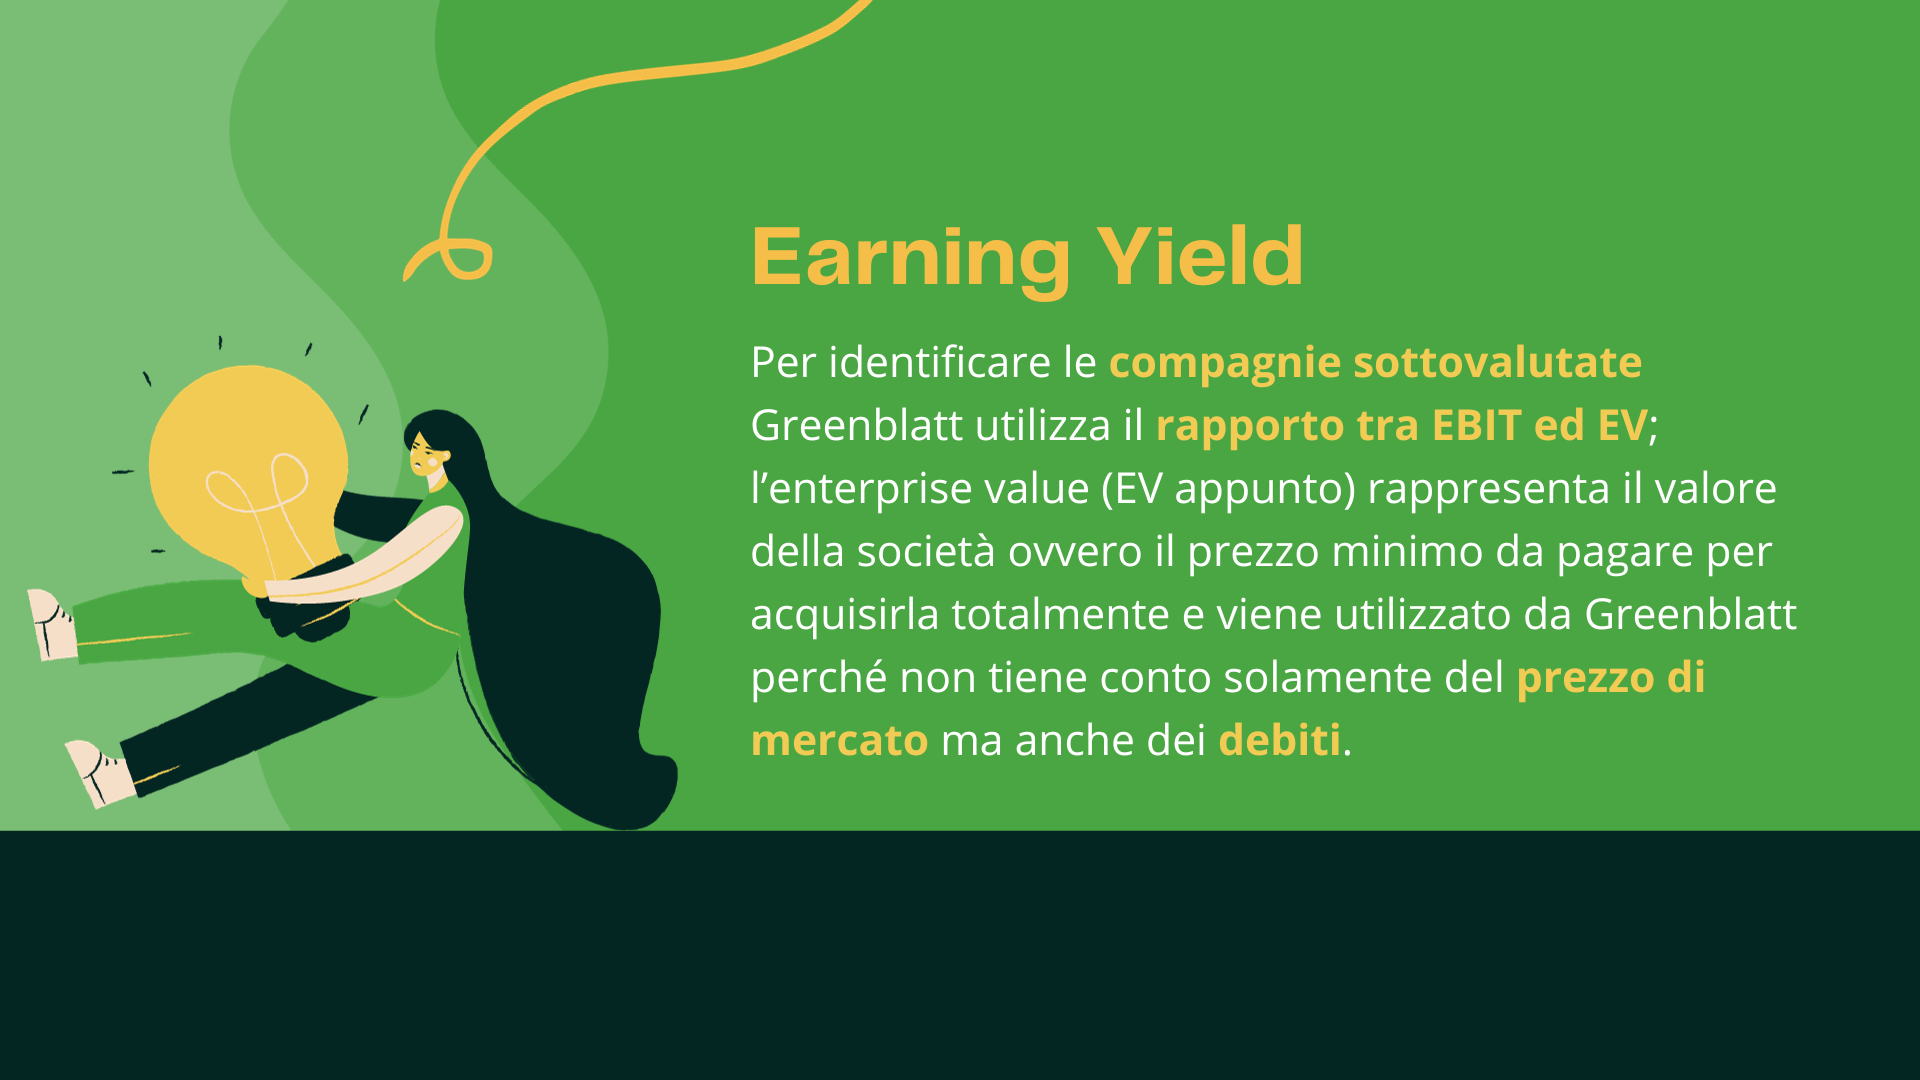 Earning Yield
Per identificare le compagnie sottovalutate
Greenblatt utilizza il rapporto tra EBIT ed EV;
l’enterprise value (EV appunto) rappresenta il valore
della società ovvero il prezzo minimo da pagare per
acquisirla totalmente e viene utilizzato da Greenblatt
perché non tiene conto solamente del prezzo di
mercato ma anche dei debiti.